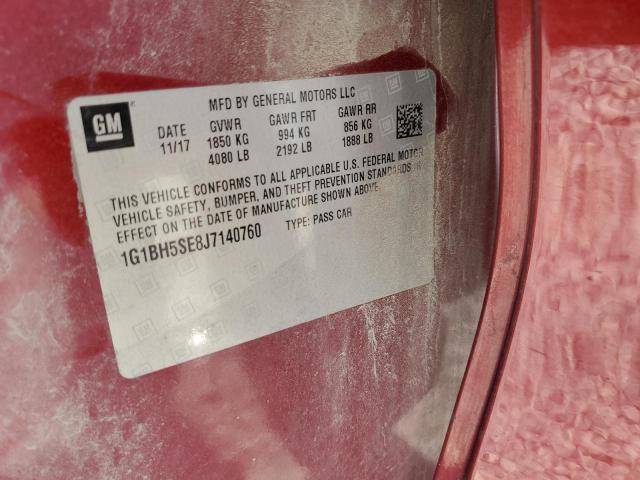 GM
MFD BY GENERAL MOTORS LLC
DATE GVWR GAWR FRT GAWR RR
11/17 1850 KG 994 KG 856 KG
4080 LB 2192 LB 1888 LB
THIS VEHICLE CONFORMS TO ALL APPLICABLE U.S. FEDERAL MOTOR
VEHICLE SAFETY, BUMPER, AND THEFT PREVENTION STANDARDS IN
EFFECT ON THE DATE OF MANUFACTURE SHOWN ABOVE.
1G1BH5SE8J7140760 TYPE: PASS CAR